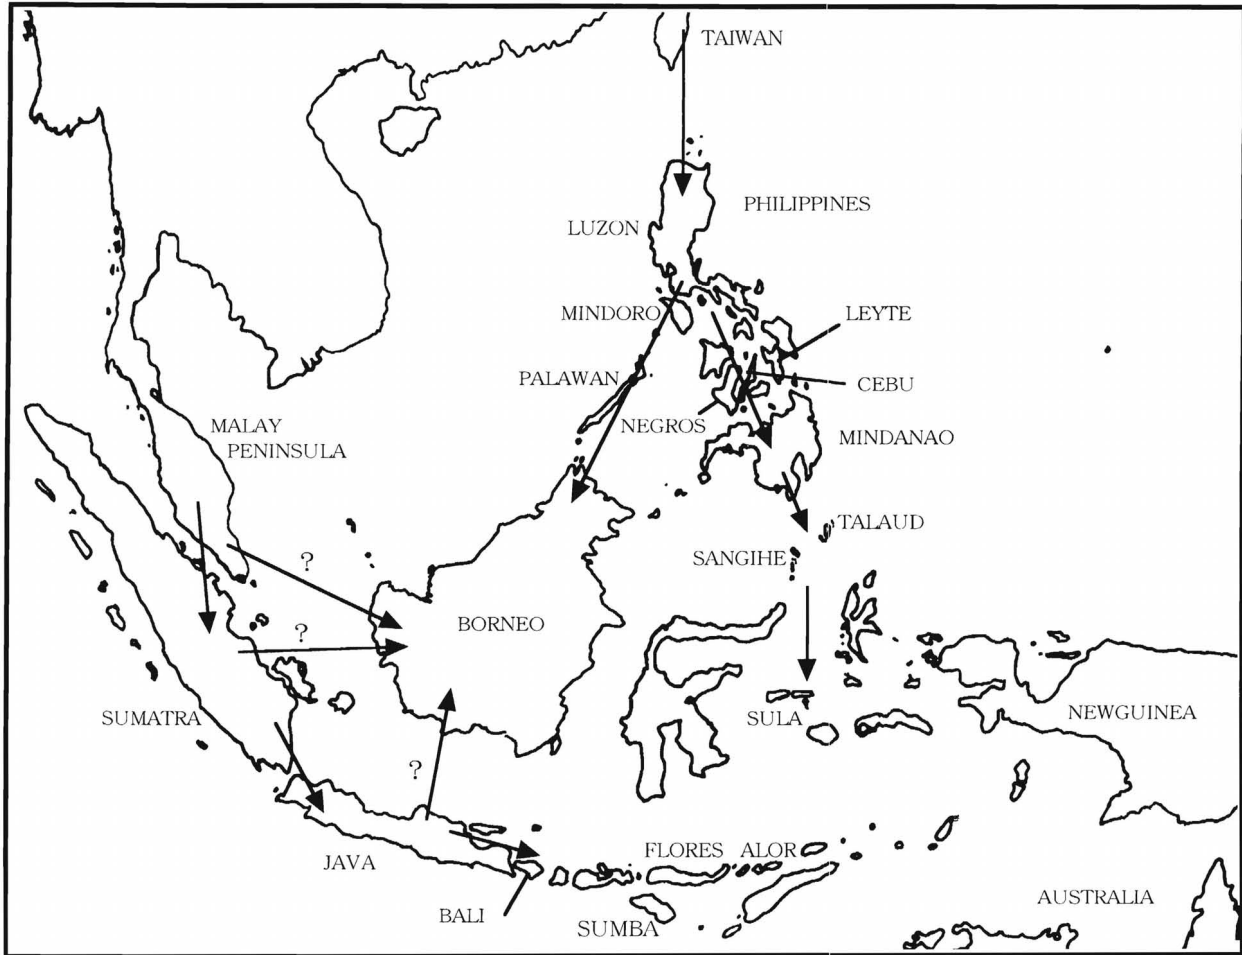 TAIWAN
PHILIPPINES
LUZON
MINDORO
LEYTE
PALAWAN
CEBU
NEGROS
MALAY
PENINSULA
MINDANAO
TALAUD
SANGIHE
?
BORNEO
?
SUMATRA
SULA
NEWGUINEA
?
JAVA
FLORES
ALOR
AUSTRALIA
BALI
SUMBA